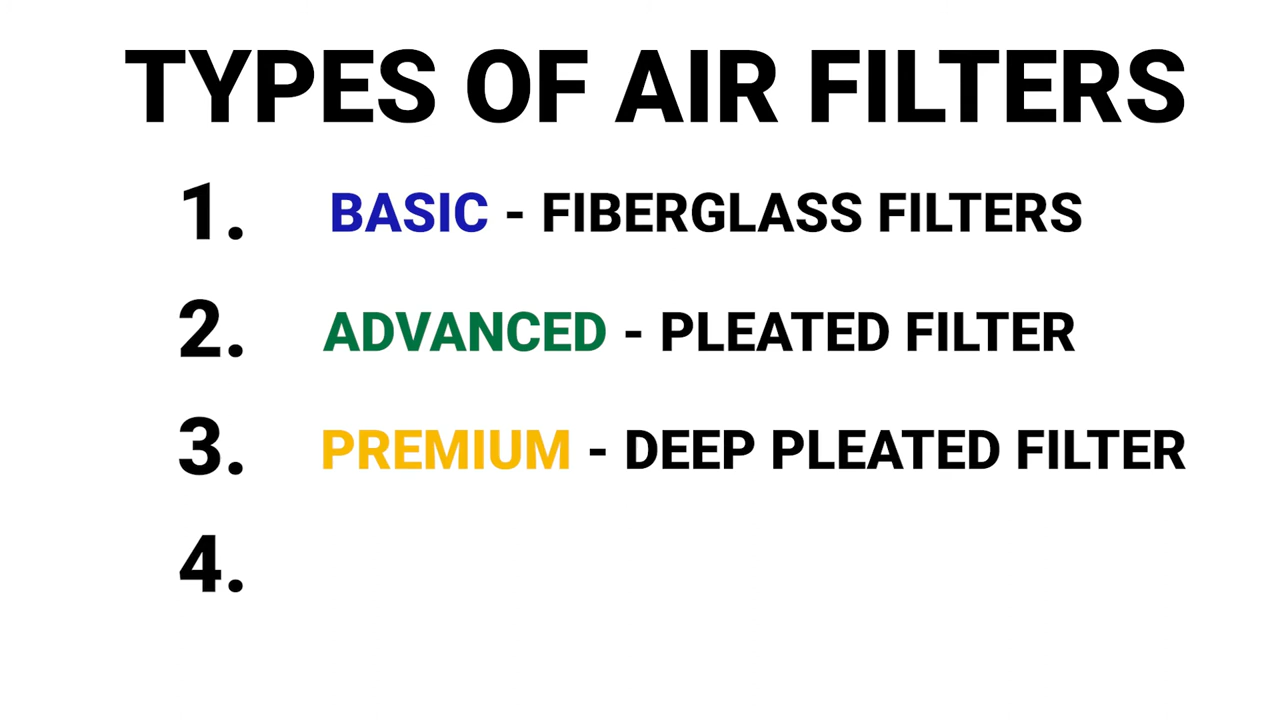 TYPES OF AIR FILTERS
1. BASIC - FIBERGLASS FILTERS
2. ADVANCED - PLEATED FILTER
3. PREMIUM - DEEP PLEATED FILTER
4.